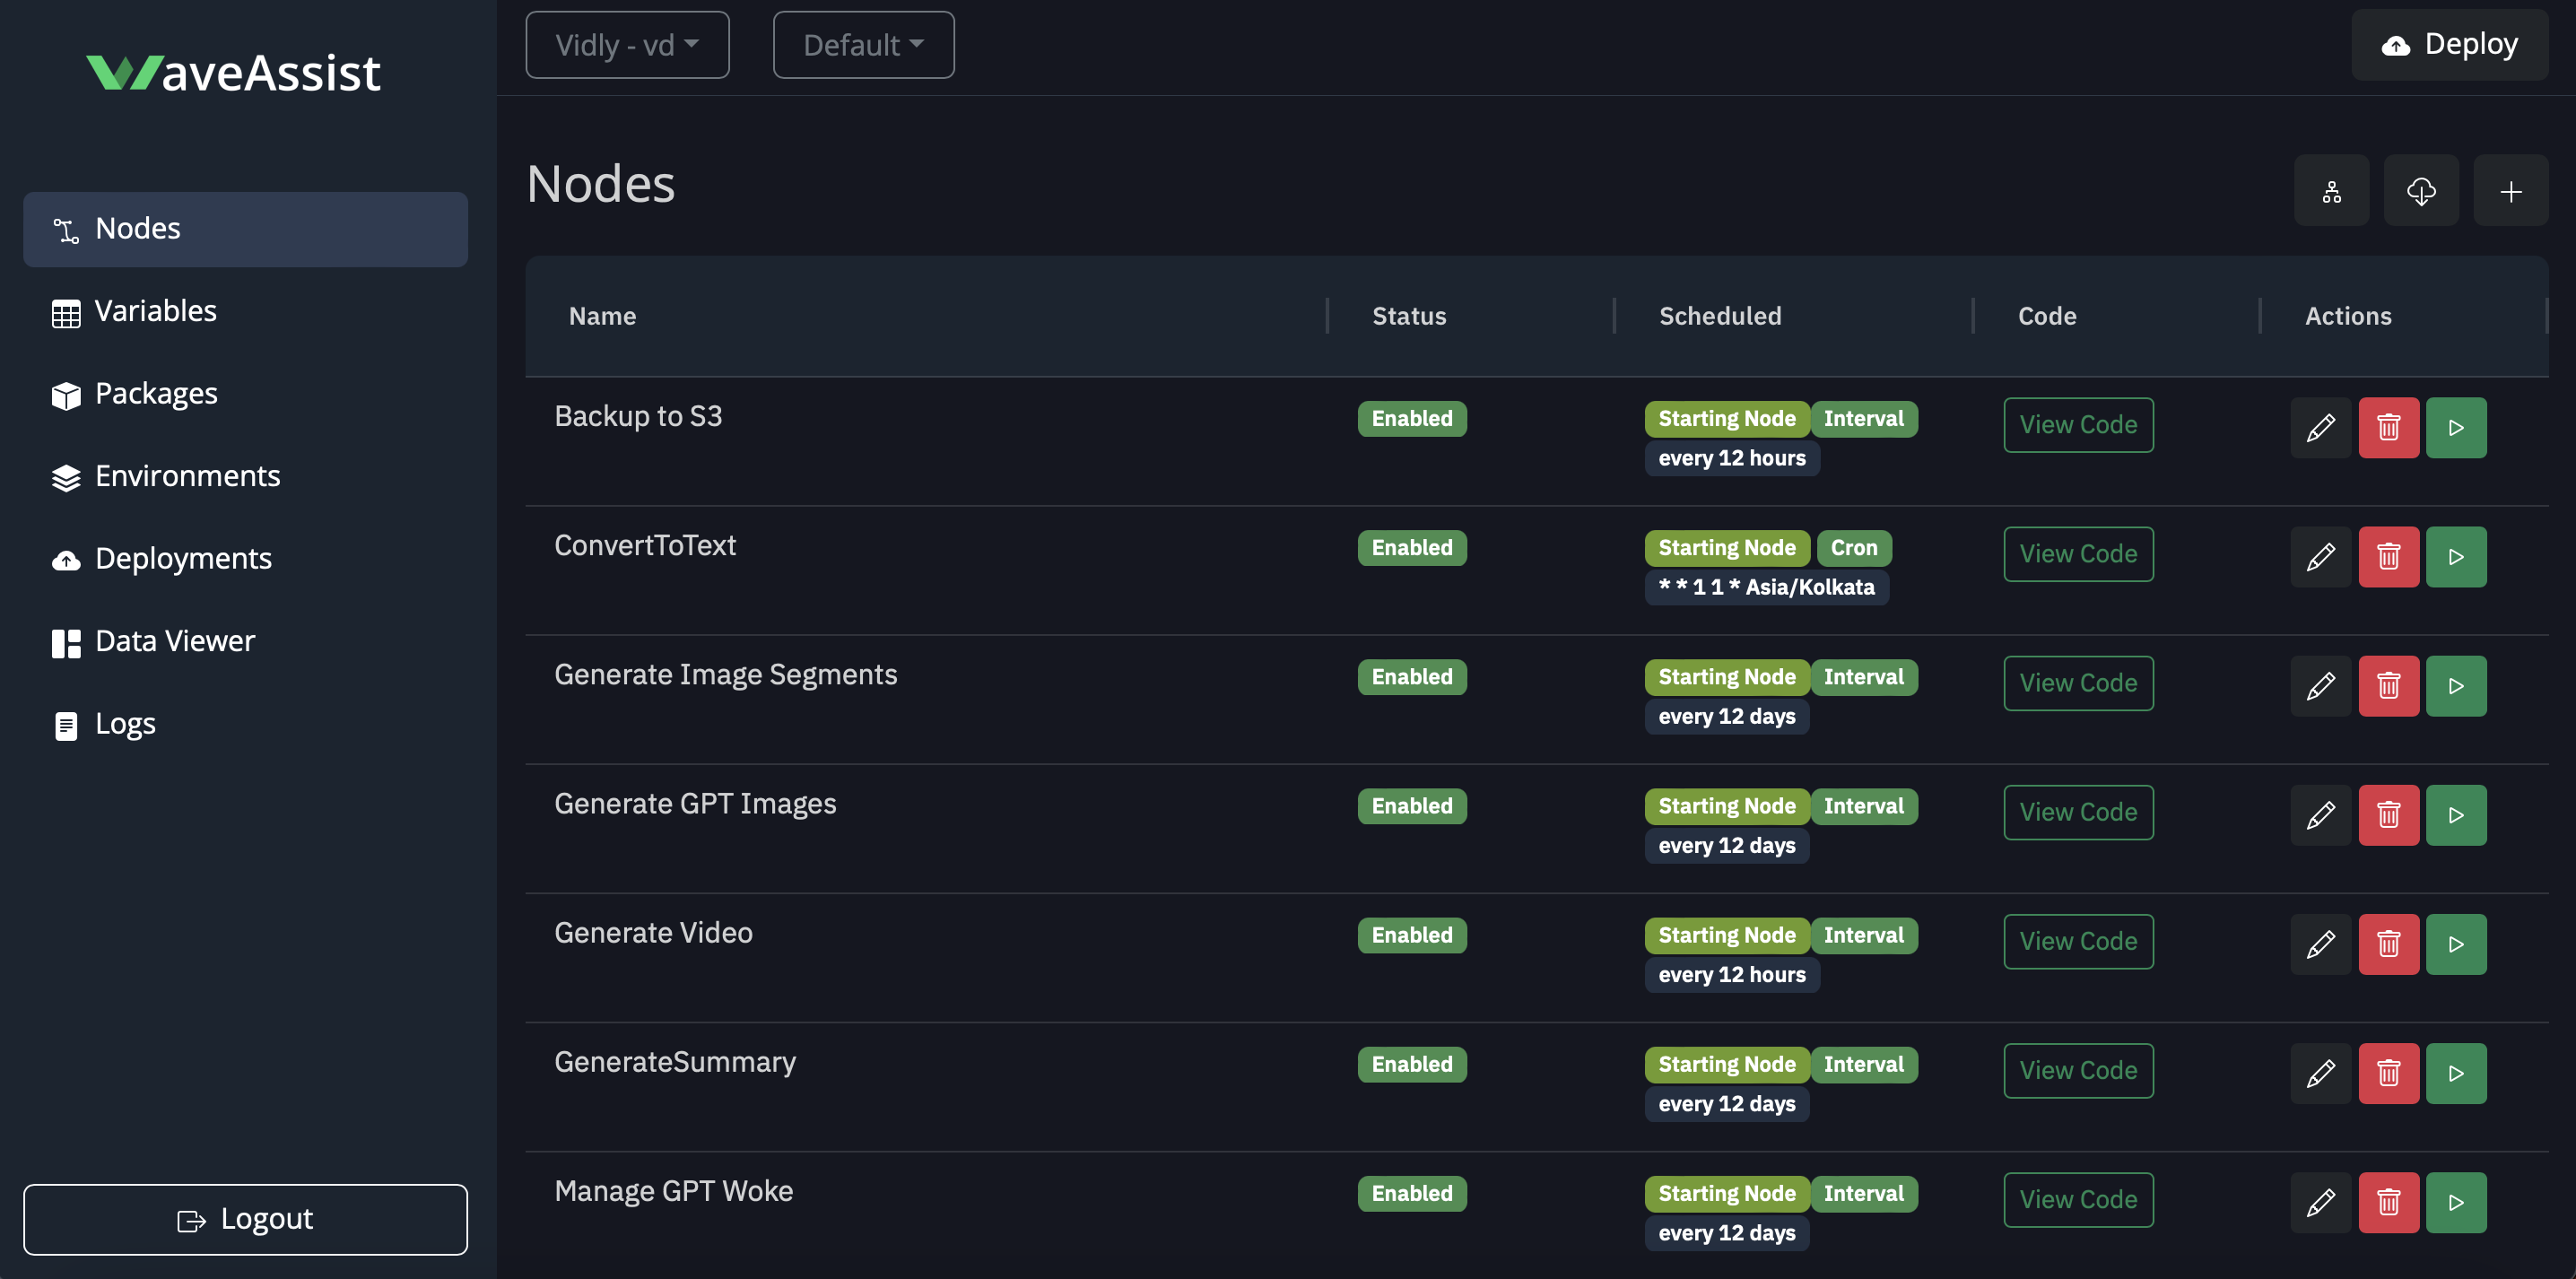 WaveAssist
Vidly - vd
Default
Deploy
Nodes
Variables
Packages
Environments
Deployments
Data Viewer
Logs
Logout
Nodes
Name Status Scheduled Code Actions
Backup to S3 Enabled Starting Node Interval View Code
every 12 hours
ConvertToText Enabled Starting Node Cron View Code
* * 1 1 * Asia/Kolkata
Generate Image Segments Enabled Starting Node Interval View Code
every 12 days
Generate GPT Images Enabled Starting Node Interval View Code
every 12 days
Generate Video Enabled Starting Node Interval View Code
every 12 hours
GenerateSummary Enabled Starting Node Interval View Code
every 12 days
Manage GPT Woke Enabled Starting Node Interval View Code
every 12 days